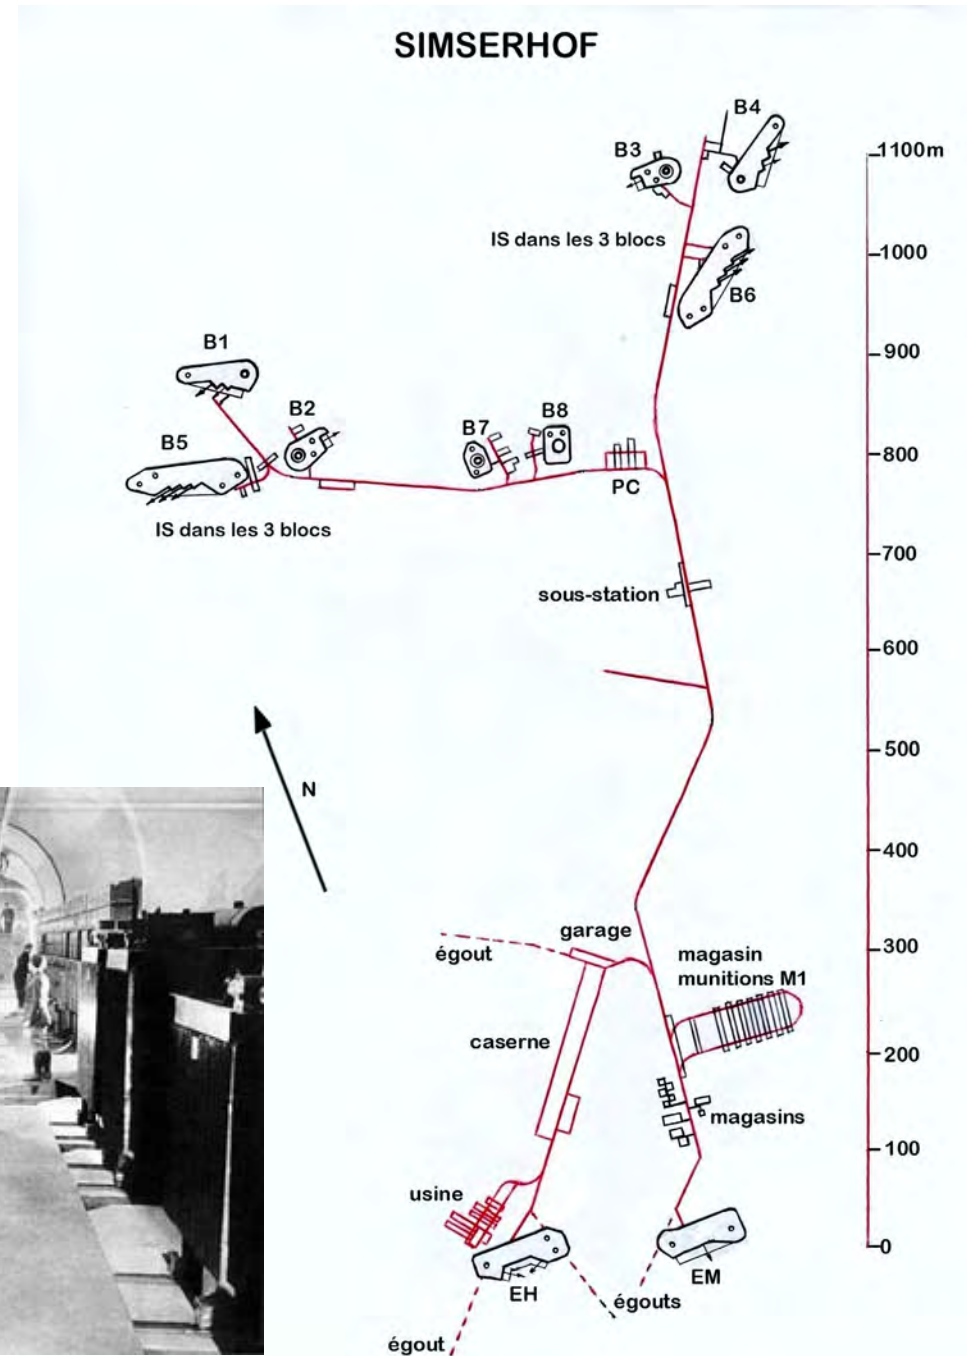 SIMSERHOF
B4
B3
1100m
IS dans les 3 blocs
1000
B6
900
B1
B2
B8
B7
B5
800
PC
IS dans les 3 blocs
700
sous-station
600
500
N
400
garage
300
égout
magasin
munitions M1
caserne
200
magasins
100
usine
0
EM
EH
égouts
égout